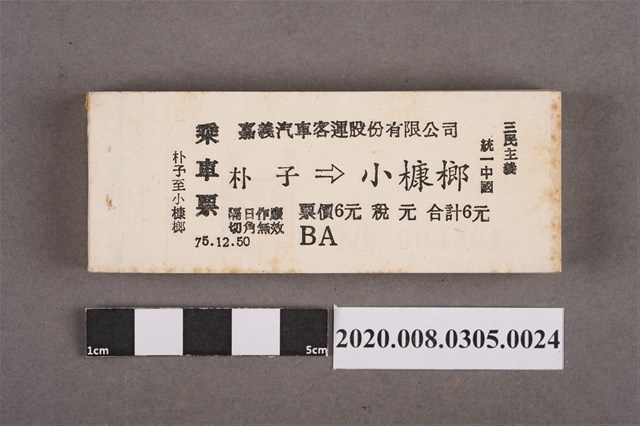 嘉義汽車客運股份有限公司
乘車票
朴子至小槺榔
朴子⇨小槺榔
三民主義
統一中國
隔日作廢
切角無效
票價6元 稅 元 合計6元
75.12.50
BA
1cm
5cm
2020.008.0305.0024